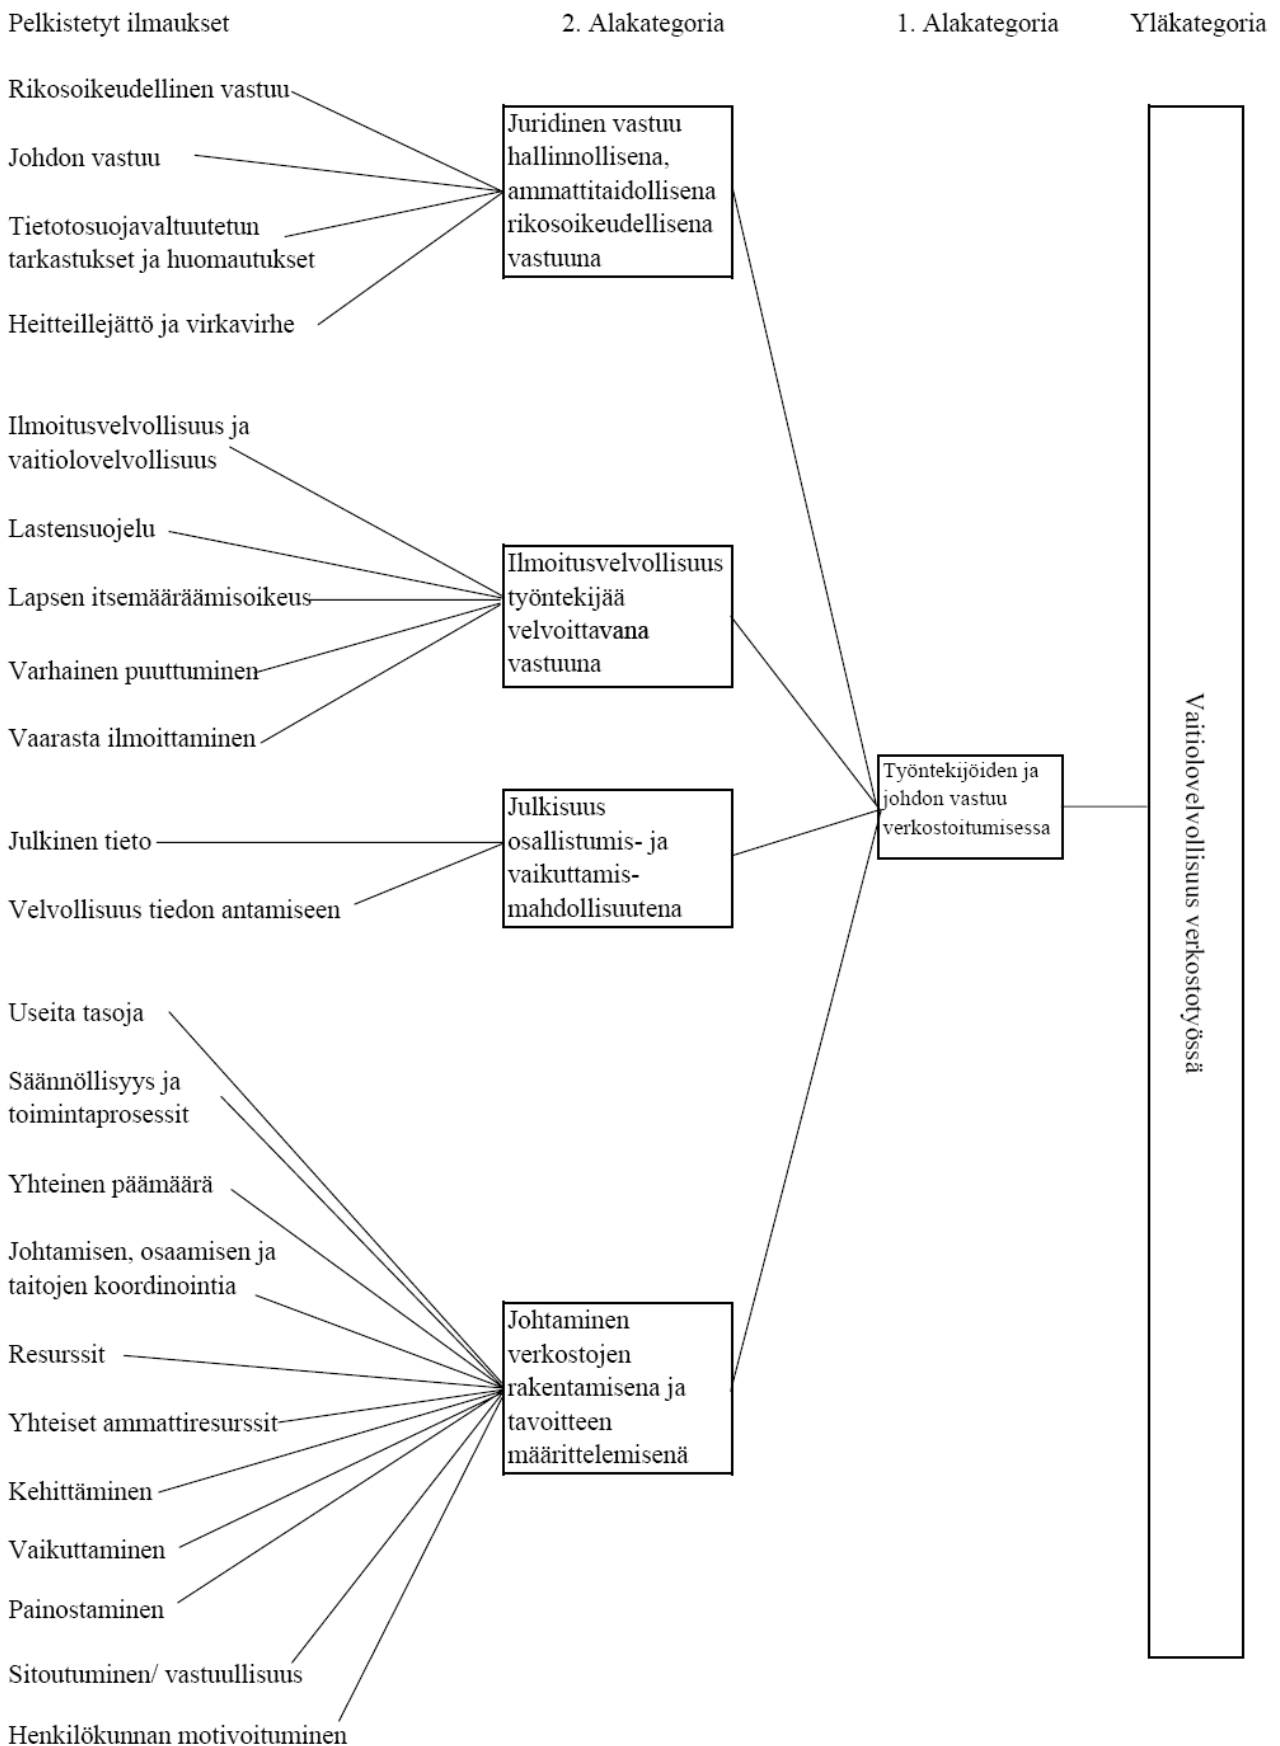 Pelkistetyt ilmaukset
2. Alakategoria
1. Alakategoria
Yläkategoria
Rikosoikeudellinen vastuu
Johdon vastuu
Tietotosuojavaltuutetun
tarkastukset ja huomautukset
Heitteillejättö ja virkavirhe
Juridinen vastuu
hallinnollisena,
ammattitaidollisena
rikosoikeudellisena
vastuuna
Ilmoitusvelvollisuus ja
vaitiolovelvollisuus
Lastensuojelu
Lapsen itsemääräämisoikeus
Varhainen puuttuminen
Vaarasta ilmoittaminen
Ilmoitusvelvollisuus
työntekijää
velvoittavana
vastuuna
Julkinen tieto
Velvollisuus tiedon antamiseen
Julkisuus
osallistumis- ja
vaikuttamis-
mahdollisuutena
Useita tasoja
Säännöllisyys ja
toimintaprosessit
Yhteinen päämäärä
Johtamisen, osaamisen ja
taitojen koordinointia
Resurssit
Yhteiset ammattiresurssit
Kehittäminen
Vaikuttaminen
Painostaminen
Sitoutuminen/ vastuullisuus
Henkilökunnan motivoituminen
Johtaminen
verkostojen
rakentamisena ja
tavoitteen
määrittelemisenä
Työntekijöiden ja
johdon vastuu
verkostoitumisessa
Vaitiolovelvollisuus verkostotyössä